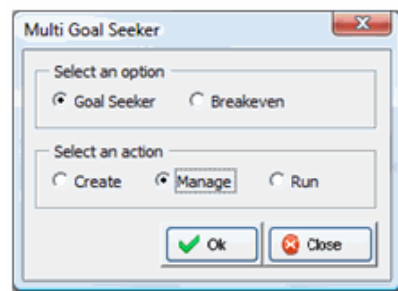 Multi Goal Seeker
Select an option
Goal Seeker Breakeven
Select an action
Create Manage Run
Ok Close